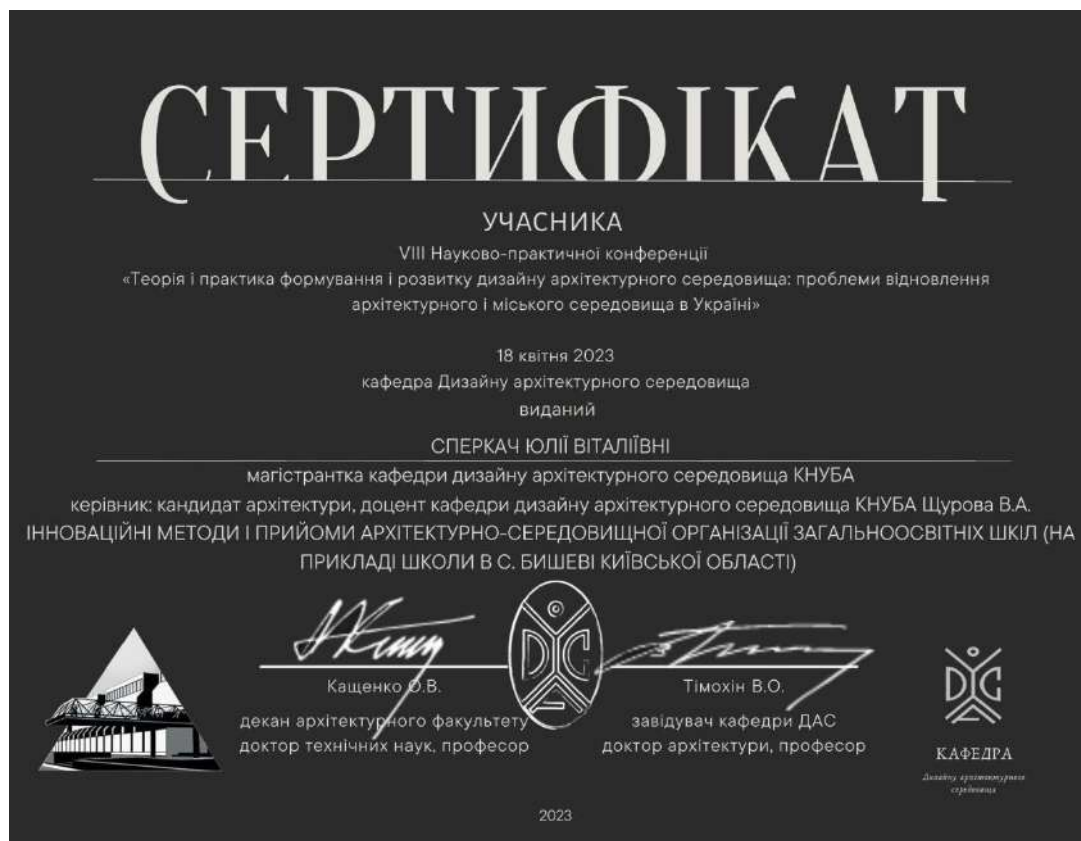 СЕРТИФІКАТ
УЧАСНИКА
VIII Науково-практичної конференції
«Теорія і практика формування і розвитку дизайну архітектурного середовища: проблеми відновлення
архітектурного і міського середовища в Україні»
18 квітня 2023
кафедра Дизайну архітектурного середовища
виданий
СПЕРКАЧ ЮЛІЇ ВІТАЛІЇВНІ
магістрантка кафедри дизайну архітектурного середовища КНУБА
керівник: кандидат архітектури, доцент кафедри дизайну архітектурного середовища КНУБА Щурова В.А.
ІННОВАЦІЙНІ МЕТОДИ І ПРИЙОМИ АРХІТЕКТУРНО-СЕРЕДОВИЩНОЇ ОРГАНІЗАЦІЇ ЗАГАЛЬНООСВІТНІХ ШКІЛ (НА
ПРИКЛАДІ ШКОЛИ В С. БИШЕВІ КИЇВСЬКОЇ ОБЛАСТІ)
Кащенко О.В.
декан архітектурного факультету
доктор технічних наук, професор
Тімохін В.О.
завідувач кафедри ДАС
доктор архітектури, професор
КАФЕДРА
Дизайну архітектурного
середовища
2023